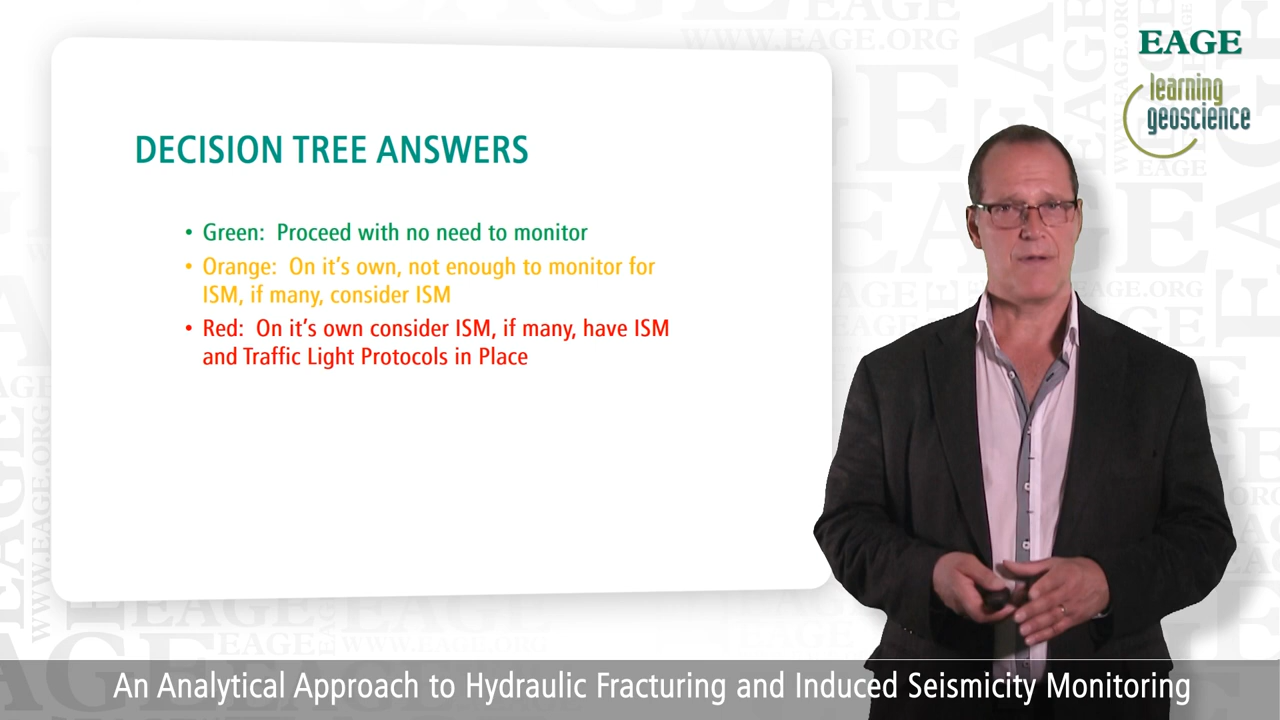 EAGE
learning
geoscience
DECISION TREE ANSWERS
• Green: Proceed with no need to monitor
• Orange: On it's own, not enough to monitor for
ISM, if many, consider ISM
• Red: On it's own consider ISM, if many, have ISM
and Traffic Light Protocols in Place
An Analytical Approach to Hydraulic Fracturing and Induced Seismicity Monitoring